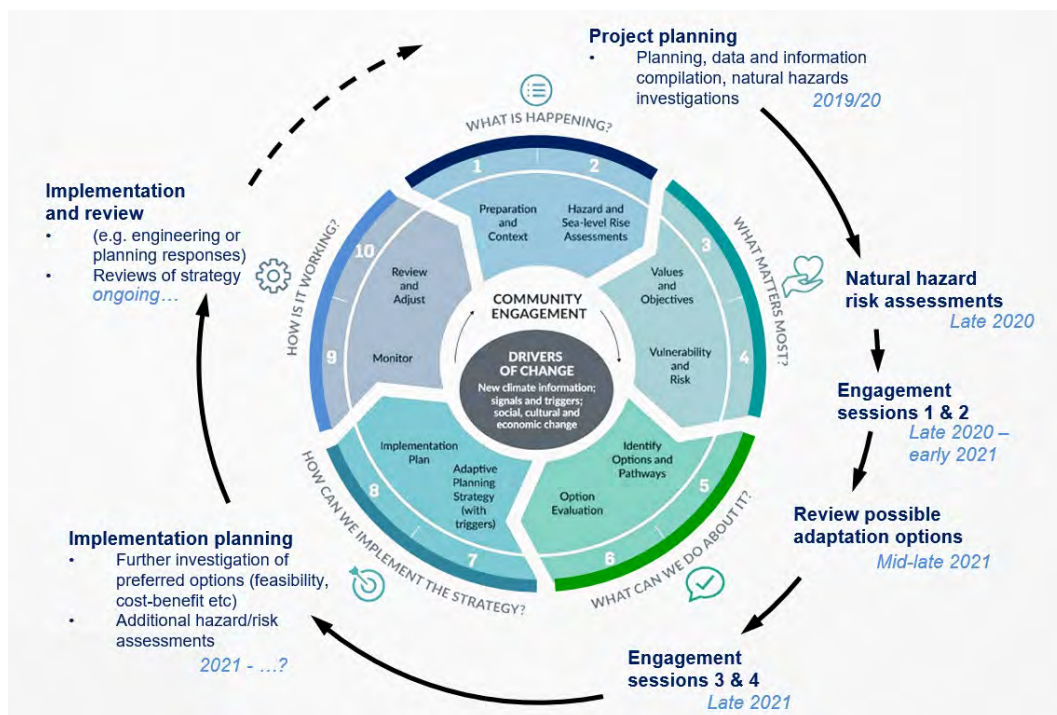 Project planning
• Planning, data and information
compilation, natural hazards
investigations
2019/20
WHAT IS HAPPENING?
1
2
Preparation
and
Context
Hazard and
Sea-level Rise
Assessments
WHAT MATTERS MOST?
3
Values
and
Objectives
4
Vulnerability
and
Risk
Natural hazard
risk assessments
Late 2020
Engagement
sessions 1 & 2
Late 2020 –
early 2021
Review possible
adaptation options
Mid-late 2021
WHAT CAN WE DO ABOUT IT?
5
Identify
Options and
Pathways
6
Option
Evaluation
Engagement
sessions 3 & 4
Late 2021
HOW CAN WE IMPLEMENT THE STRATEGY?
7
Adaptive
Planning
Strategy
(with
triggers)
8
Implementation
Plan
Implementation planning
• Further investigation of
preferred options (feasibility,
cost-benefit etc)
• Additional hazard/risk
assessments
2021 - …?
HOW IS IT WORKING?
9
Monitor
10
Review
and
Adjust
Implementation
and review
• (e.g. engineering or
planning responses)
• Reviews of strategy
ongoing…
COMMUNITY
ENGAGEMENT
DRIVERS
OF CHANGE
New climate information;
signals and triggers;
social, cultural and
economic change